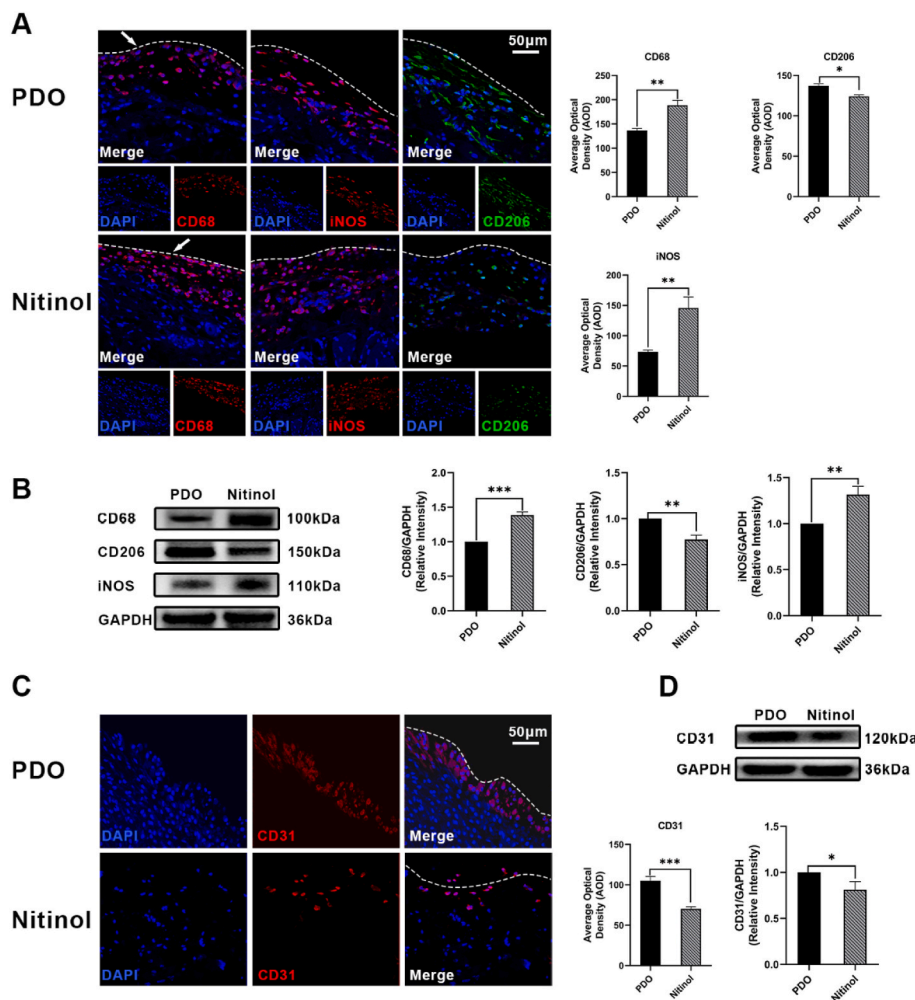 A
PDO
50μm
Merge
Merge
Merge
DAPI
CD68
DAPI
iNOS
DAPI
CD206
Nitinol
Merge
Merge
Merge
DAPI
CD68
DAPI
iNOS
DAPI
CD206
CD68
**
Average Optical
Density (AOD)
250
200
150
100
50
0
PDO
Nitinol
CD206
*
Average Optical
Density (AOD)
150
100
50
0
PDO
Nitinol
iNOS
**
Average Optical
Density (AOD)
200
150
100
50
0
PDO
Nitinol
B
PDO Nitinol
CD68 100kDa
CD206 150kDa
iNOS 110kDa
GAPDH 36kDa
***
CD68/GAPDH
(Relative Intensity)
2.0
1.5
1.0
0.5
0.0
PDO
Nitinol
**
CD206/GAPDH
(Relative Intensity)
1.5
1.0
0.5
0.0
PDO
Nitinol
**
iNOS/GAPDH
(Relative Intensity)
1.5
1.0
0.5
0.0
PDO
Nitinol
C
PDO
50μm
DAPI
CD31
Merge
Nitinol
DAPI
CD31
Merge
D
PDO Nitinol
CD31 120kDa
GAPDH 36kDa
CD31
***
Average Optical
Density (AOD)
150
100
50
0
PDO
Nitinol
*
CD31/GAPDH
(Relative Intensity)
1.5
1.0
0.5
0.0
PDO
Nitinol